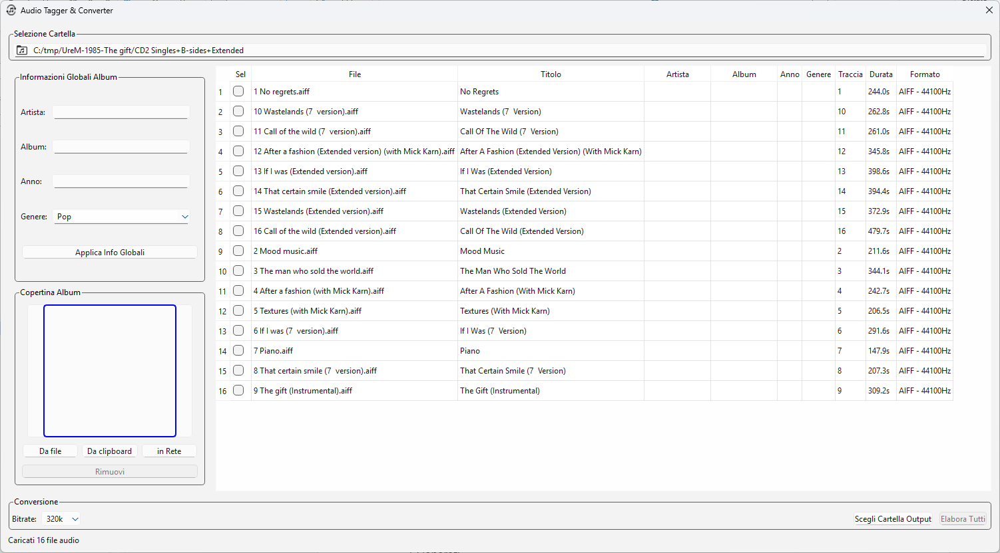 Audio Tagger & Converter
Selezione Cartella
C:/tmp/UreM-1985-The gift/CD2 Singles+B-sides+Extended
Informazioni Globali Album
Artista:
Album:
Anno:
Genere: Pop
Applica Info Globali
Copertina Album
Da file Da clipboard in Rete
Rimuovi
Sel File Titolo Artista Album Anno Genere Traccia Durata Formato
1 1 No regrets.aiff No Regrets 1 244.0s AIFF - 44100Hz
2 10 Wastelands (7  version).aiff Wastelands (7  Version) 10 262.8s AIFF - 44100Hz
3 11 Call of the wild (7  version).aiff Call Of The Wild (7  Version) 11 261.0s AIFF - 44100Hz
4 12 After a fashion (Extended version) (with Mick Karn).aiff After A Fashion (Extended Version) (With Mick Karn) 12 345.8s AIFF - 44100Hz
5 13 If I was (Extended version).aiff If I Was (Extended Version) 13 398.6s AIFF - 44100Hz
6 14 That certain smile (Extended version).aiff That Certain Smile (Extended Version) 14 394.4s AIFF - 44100Hz
7 15 Wastelands (Extended version).aiff Wastelands (Extended Version) 15 372.9s AIFF - 44100Hz
8 16 Call of the wild (Extended version).aiff Call Of The Wild (Extended Version) 16 479.7s AIFF - 44100Hz
9 2 Mood music.aiff Mood Music 2 211.6s AIFF - 44100Hz
10 3 The man who sold the world.aiff The Man Who Sold The World 3 344.1s AIFF - 44100Hz
11 4 After a fashion (with Mick Karn).aiff After A Fashion (With Mick Karn) 4 242.7s AIFF - 44100Hz
12 5 Textures (with Mick Karn).aiff Textures (With Mick Karn) 5 206.5s AIFF - 44100Hz
13 6 If I was (7  version).aiff If I Was (7  Version) 6 291.6s AIFF - 44100Hz
14 7 Piano.aiff Piano 7 147.9s AIFF - 44100Hz
15 8 That certain smile (7  version).aiff That Certain Smile (7  Version) 8 207.3s AIFF - 44100Hz
16 9 The gift (Instrumental).aiff The Gift (Instrumental) 9 309.2s AIFF - 44100Hz
Conversione
Bitrate: 320k Scegli Cartella Output Elabora Tutti
Caricati 16 file audio